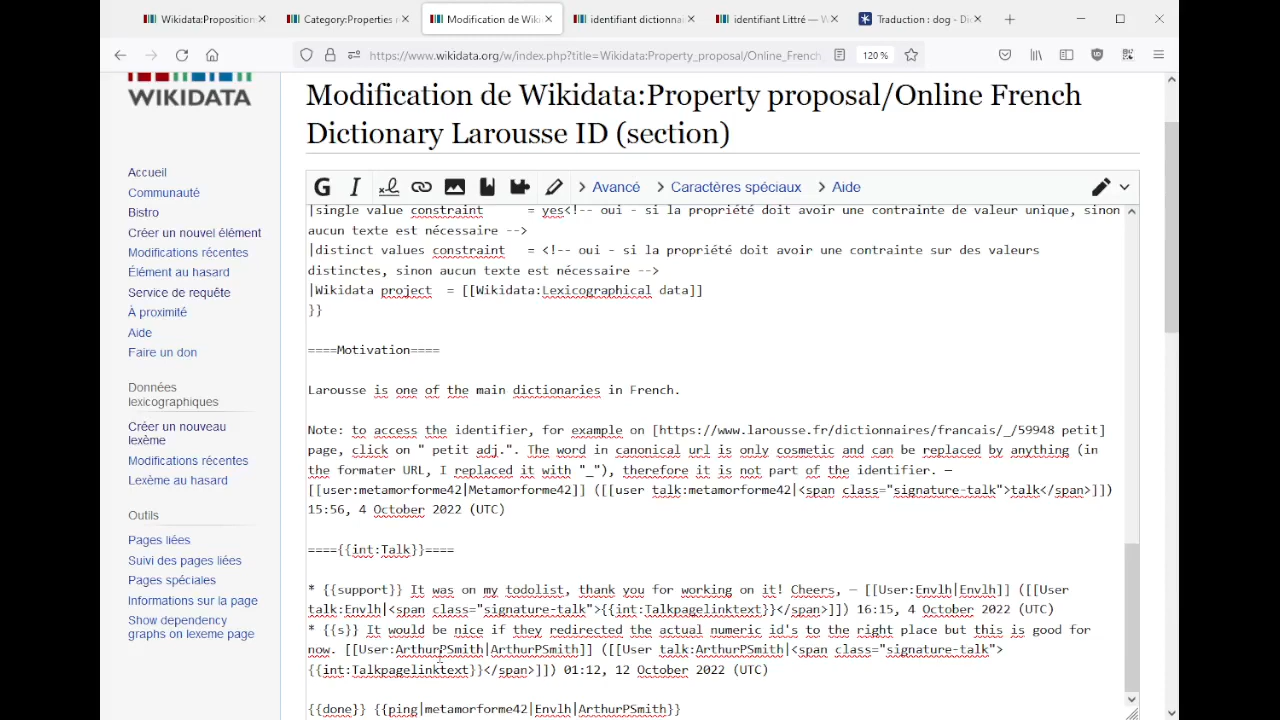 Wikidata:Proposition
Category:Properties
Modification de Wiki
identifiant dictionna
identifiant Littré — W
Traduction : dog - Di
https://www.wikidata.org/w/index.php?title=Wikidata:Property_proposal/Online_French
120 %
WIKIDATA
Accueil
Communauté
Bistro
Créer un nouvel élément
Modifications récentes
Élément au hasard
Service de requête
À proximité
Aide
Faire un don
Données
lexicographiques
Créer un nouveau
lexème
Modifications récentes
Lexème au hasard
Outils
Pages liées
Suivi des pages liées
Pages spéciales
Informations sur la page
Show dependency
graphs on lexeme page
Modification de Wikidata:Property proposal/Online French
Dictionary Larousse ID (section)
G I Avancé Caractères spéciaux Aide
|single value constraint = yes<!-- oui - si la propriété doit avoir une contrainte de valeur unique, sinon
aucun texte est nécessaire -->
|distinct values constraint = <!-- oui - si la propriété doit avoir une contrainte sur des valeurs
distinctes, sinon aucun texte est nécessaire -->
|Wikidata project = [[Wikidata:Lexicographical data]]
}}
====Motivation====
Larousse is one of the main dictionaries in French.
Note: to access the identifier, for example on [https://www.larousse.fr/dictionnaires/francais/_/59948 petit]
page, click on " petit adj.". The word in canonical url is only cosmetic and can be replaced by anything (in
the formater URL, I replaced it with "_"), therefore it is not part of the identifier. —
[[user:metamorforme42|Metamorforme42]] ([[user talk:metamorforme42|<span class="signature-talk">talk</span>]])
15:56, 4 October 2022 (UTC)
===={{int:Talk}}====
* {{support}} It was on my todolist, thank you for working on it! Cheers, — [[User:Envlh|Envlh]] ([[User
talk:Envlh|<span class="signature-talk">{{int:Talkpagelinktext}}</span>]]) 16:15, 4 October 2022 (UTC)
* {{s}} It would be nice if they redirected the actual numeric id's to the right place but this is good for
now. [[User:ArthurPSmith|ArthurPSmith]] ([[User talk:ArthurPSmith|<span class="signature-talk">
{{int:Talkpagelinktext}}</span>]]) 01:12, 12 October 2022 (UTC)
{{done}} {{ping|metamorforme42|Envlh|ArthurPSmith}}